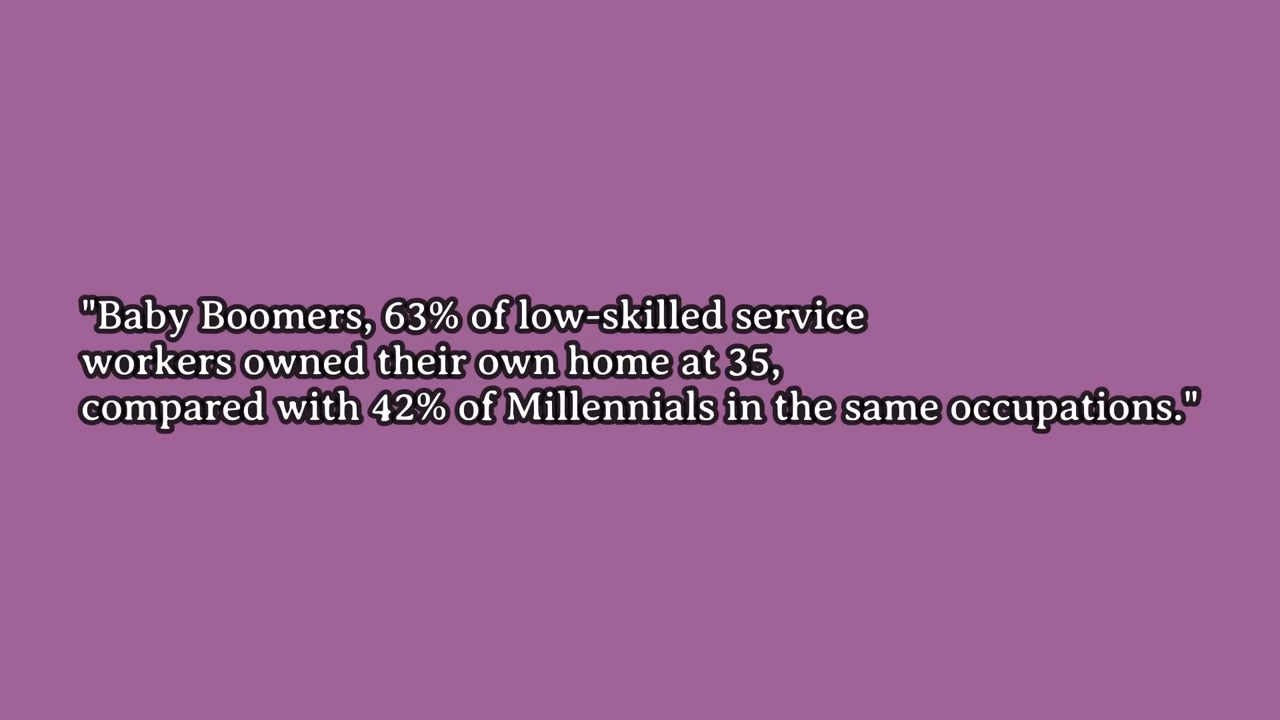 "Baby Boomers, 63% of low-skilled service
workers owned their own home at 35,
compared with 42% of Millennials in the same occupations."